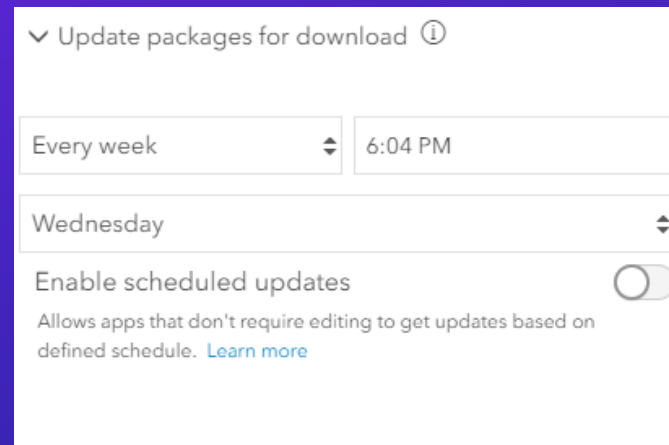 Update packages for download
Every week
6:04 PM
Wednesday
Enable scheduled updates
Allows apps that don't require editing to get updates based on
defined schedule. Learn more